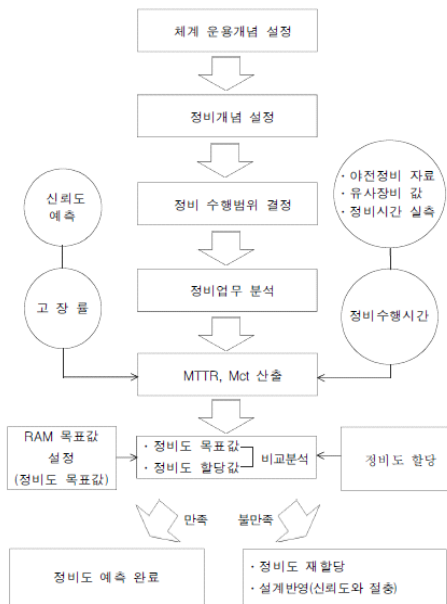 체계 운용개념 설정
정비개념 설정
신뢰도
예측
· 야전정비 자료
· 유사장비 값
· 정비시간 실측
정비 수행범위 결정
고 장 률
정비업무 분석
정비수행시간
MTTR, Mct 산출
RAM 목표값
설정
(정비도 목표값)
· 정비도 목표값
· 정비도 할당값
비교분석
정비도 할당
만족
불만족
정비도 예측 완료
· 정비도 재할당
· 설계반영(신뢰도와 절충)